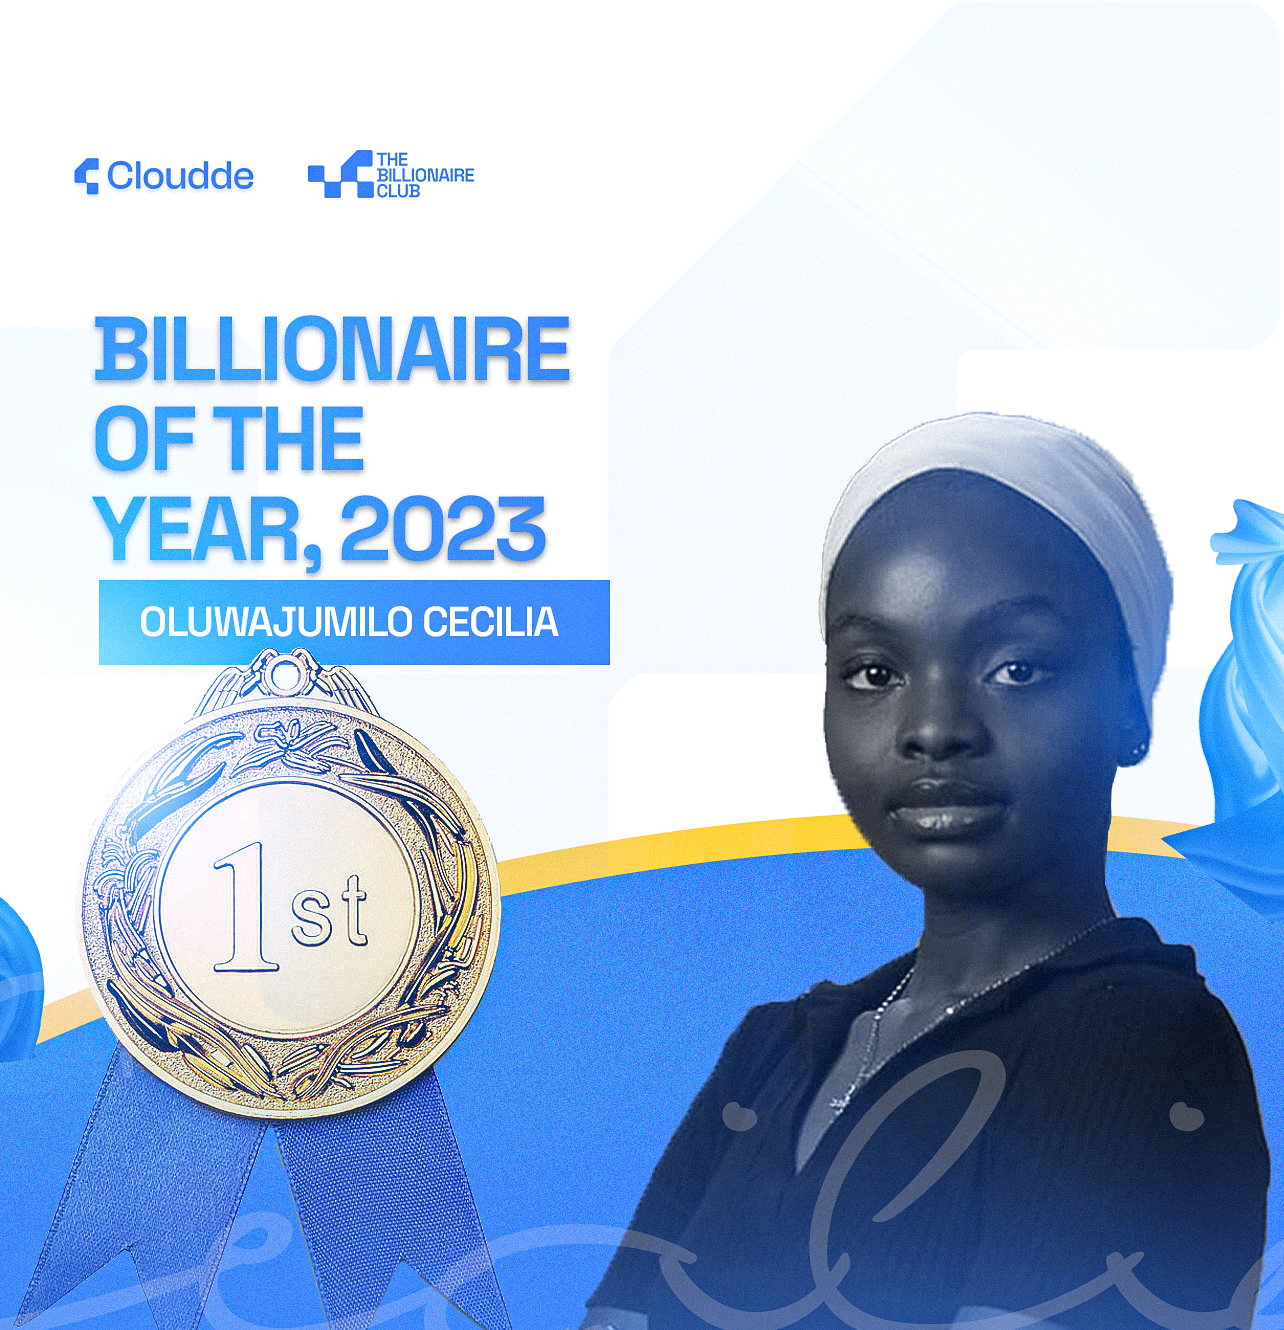 Cloudde
THE
BILLIONAIRE
CLUB
BILLIONAIRE
OF THE
YEAR, 2023
OLUWAJUMILO CECILIA
1st